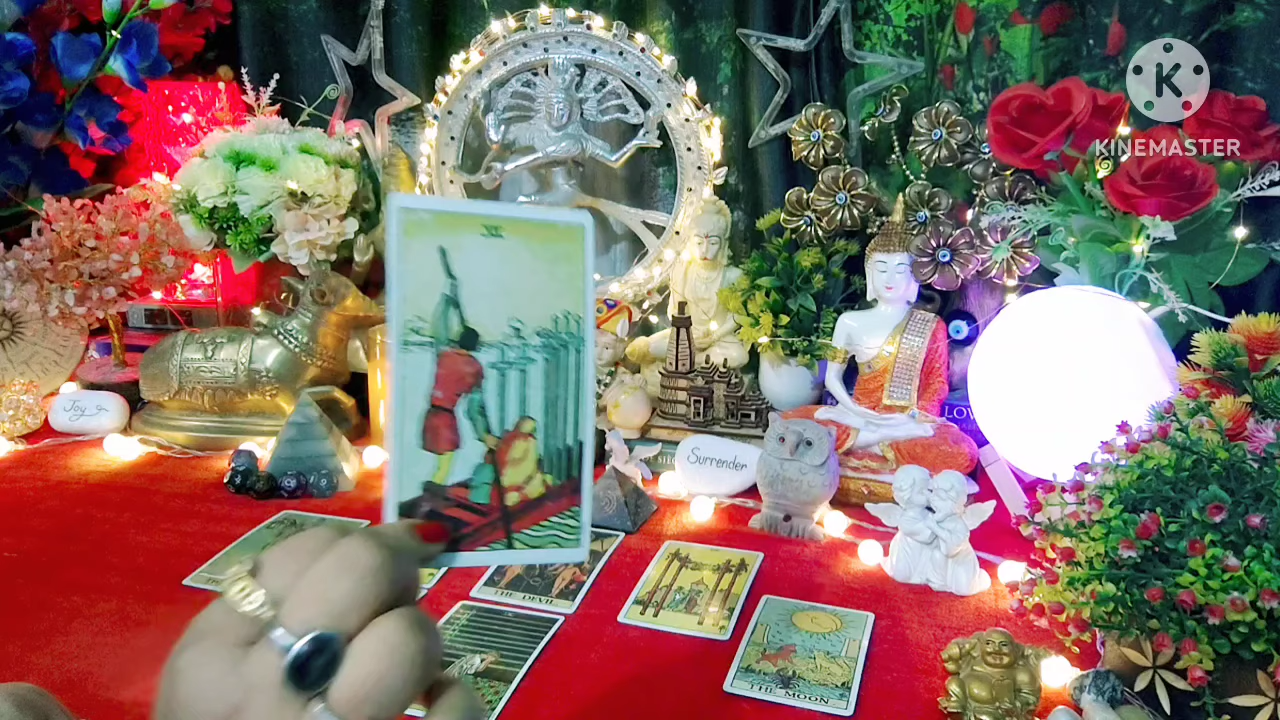 K
KINEMASTER
Joy
Surrender
THE DEVIL
THE MOON